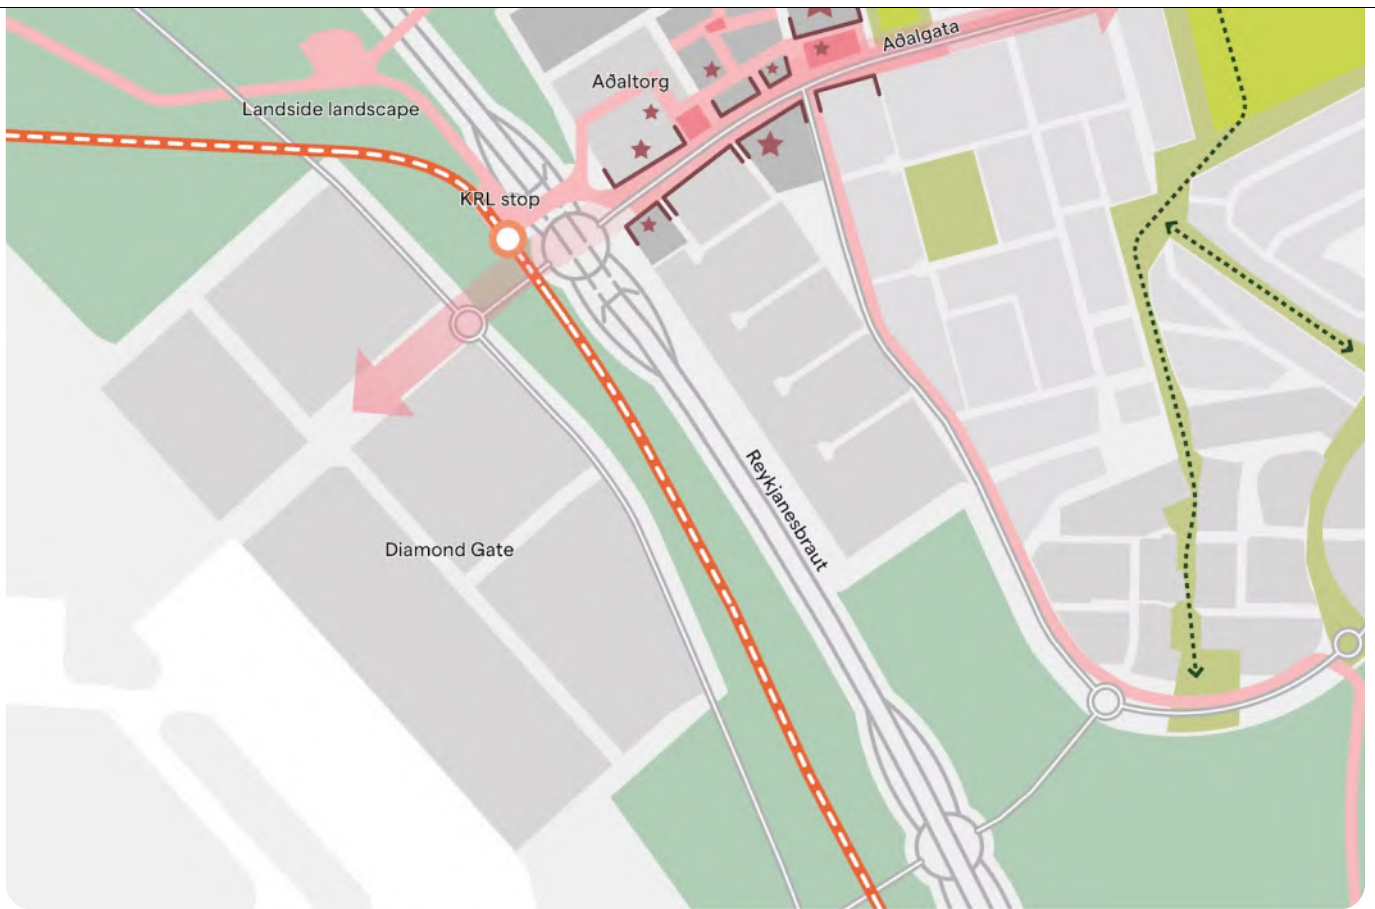 Aðalgata
Aðaltorg
Landside landscape
KRL stop
Reykjanesbraut
Diamond Gate